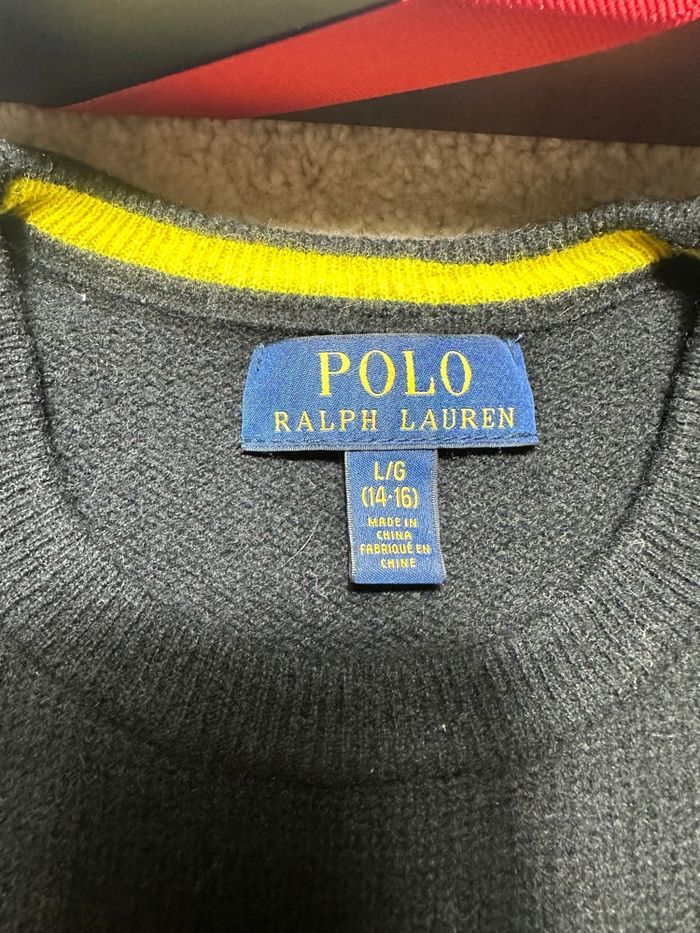 POLO
RALPH LAUREN
L/G
(14-16)
MADE IN
CHINA
FABRIQUÉ EN
CHINE